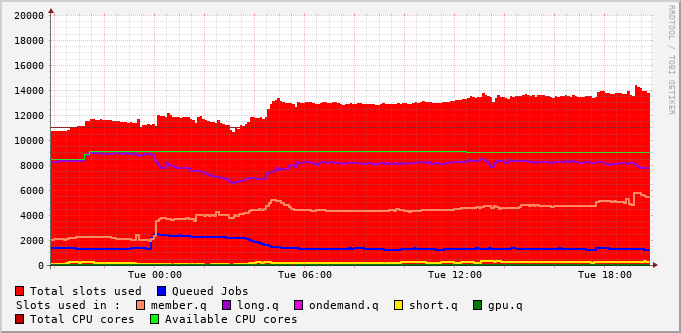 20000
18000
16000
14000
12000
10000
8000
6000
4000
2000
0
Tue 00:00 Tue 06:00 Tue 12:00 Tue 18:00
RRDTOOL / TOBI OETIKER
Total slots used Queued Jobs
Slots used in : member.q long.q ondemand.q short.q gpu.q
Total CPU cores Available CPU cores